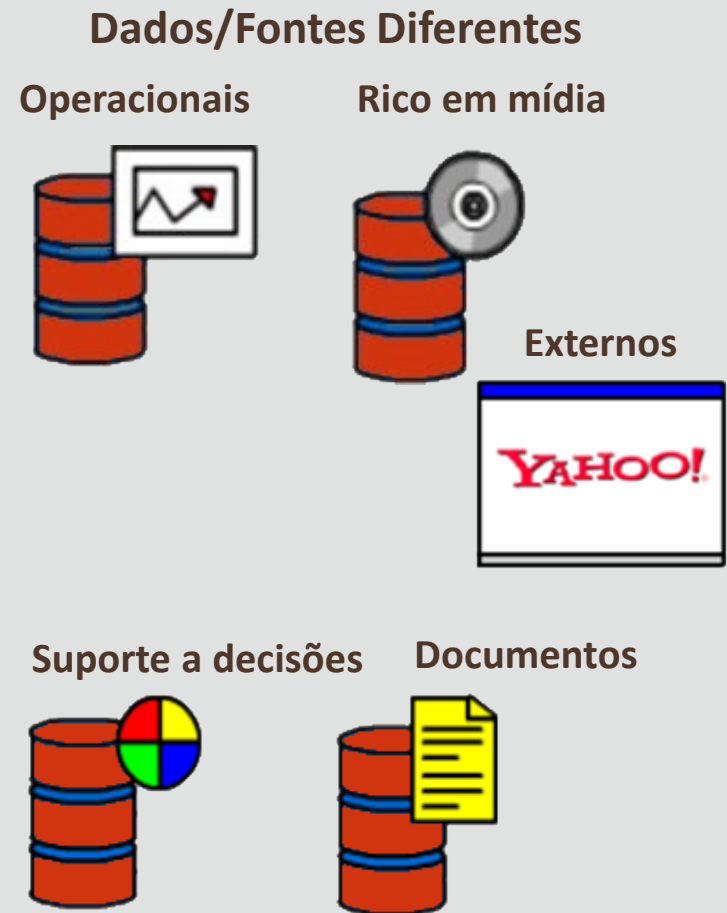 Dados/Fontes Diferentes
Operacionais
Rico em mídia
Externos
YAHOO!
Suporte a decisões
Documentos